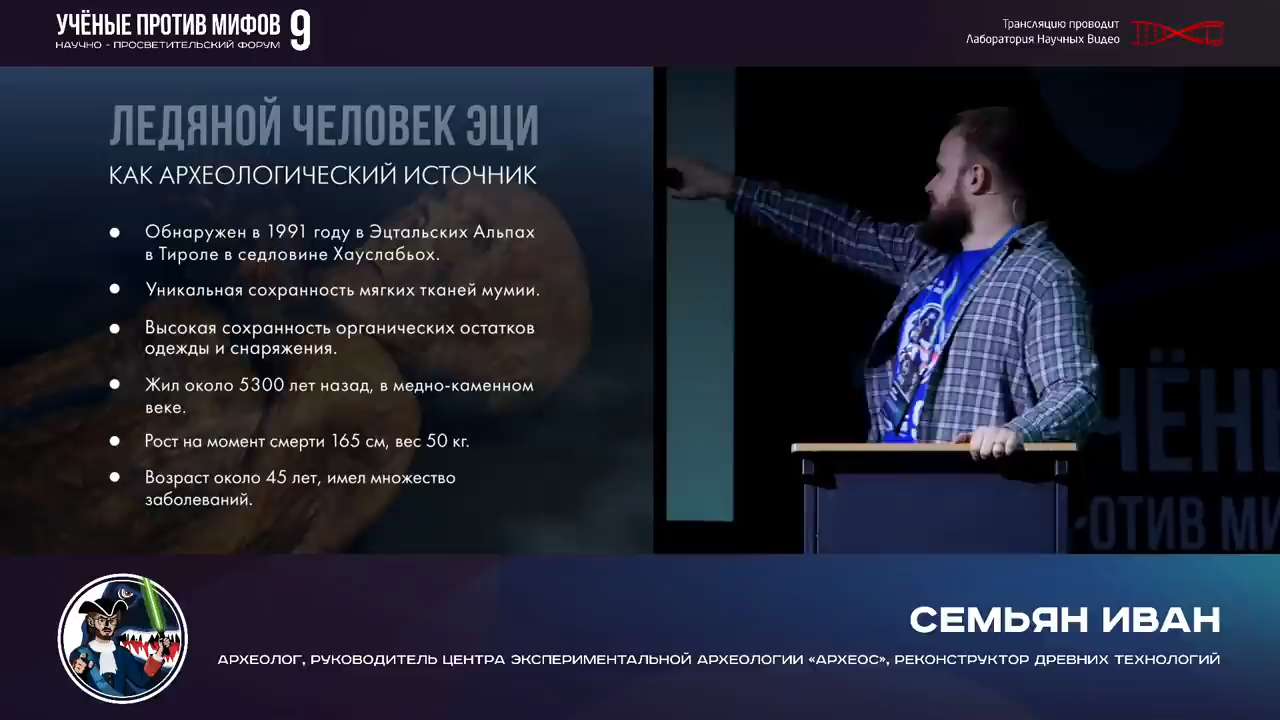 УЧЁНЫЕ ПРОТИВ МИФОВ 9
НАУЧНО - ПРОСВЕТИТЕЛЬСКИЙ ФОРУМ
Трансляцию проводит
Лаборатория Научных Видео
ЛЕДЯНОЙ ЧЕЛОВЕК ЭЦИ
КАК АРХЕОЛОГИЧЕСКИЙ ИСТОЧНИК
Обнаружен в 1991 году в Эцтальских Альпах
в Тироле в седловине Хауслабьох.
Уникальная сохранность мягких тканей мумии.
Высокая сохранность органических остатков
одежды и снаряжения.
Жил около 5300 лет назад, в медно-каменном
веке.
Рост на момент смерти 165 см, вес 50 кг.
Возраст около 45 лет, имел множество
заболеваний.
ЧЁНЫ
РОТИВ МИ
СЕМЬЯН ИВАН
АРХЕОЛОГ, РУКОВОДИТЕЛЬ ЦЕНТРА ЭКСПЕРИМЕНТАЛЬНОЙ АРХЕОЛОГИИ «АРХЕОС», РЕКОНСТРУКТОР ДРЕВНИХ ТЕХНОЛОГИЙ